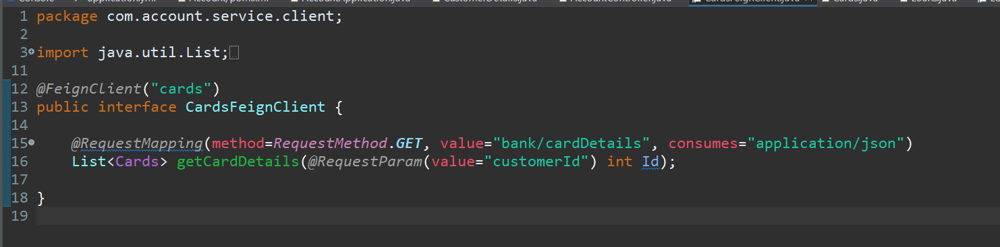 package com.account.service.client;
import java.util.List;
@FeignClient("cards")
public interface CardsFeignClient {
@RequestMapping(method=RequestMethod.GET, value="bank/cardDetails", consumes="application/json")
List<Cards> getCardDetails(@RequestParam(value="customerId") int Id);
}
1
2
3
11
12
13
14
15
16
17
18
19